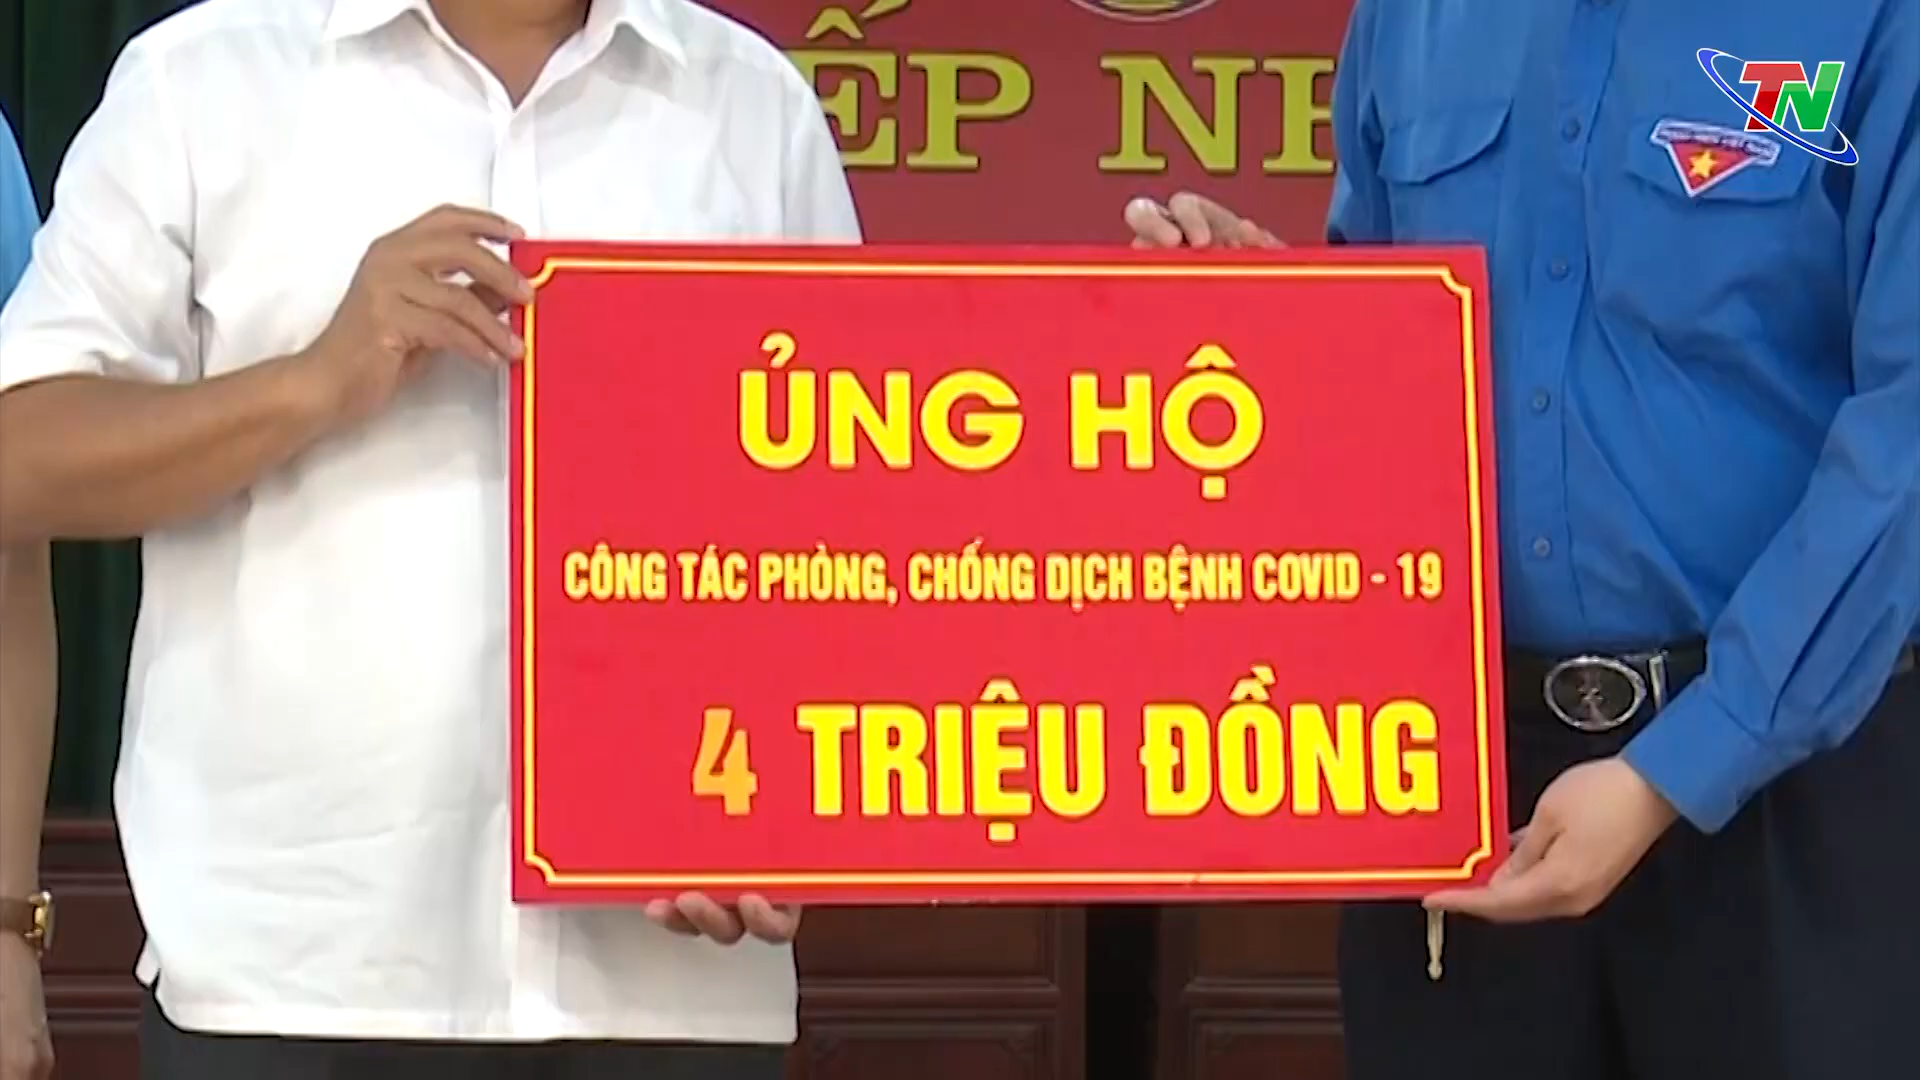 TN
ẾP NH
ỦNG HỘ
CÔNG TÁC PHÒNG, CHỐNG DỊCH BỆNH COVID - 19
4 TRIỆU ĐỒNG